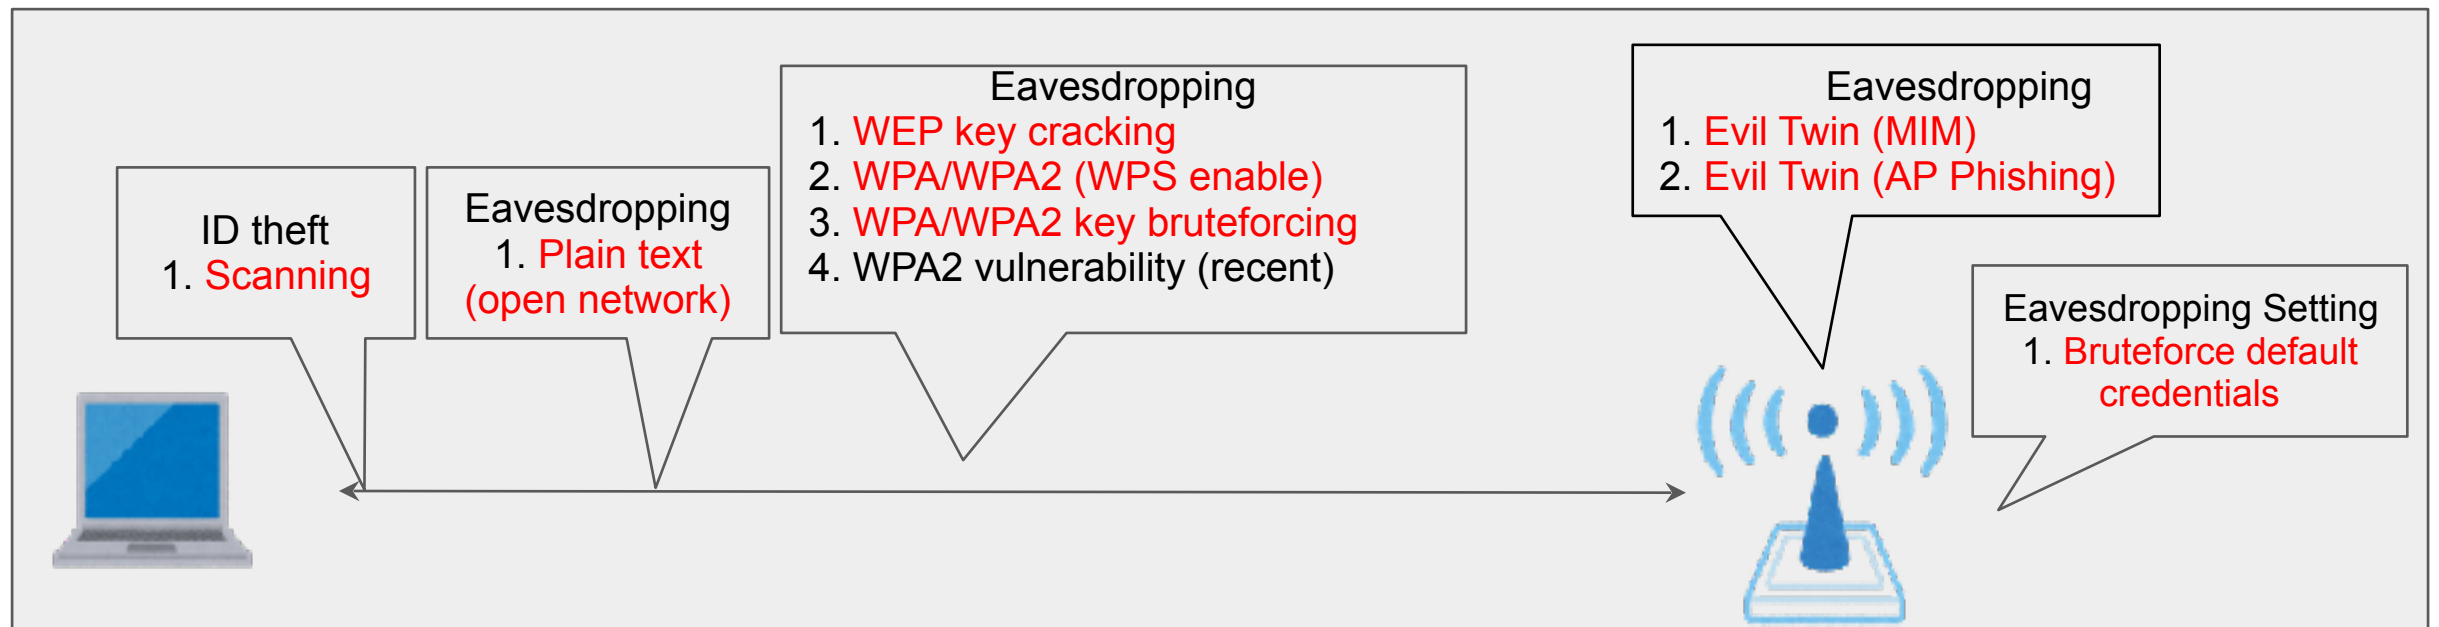 ID theft
1. Scanning
Eavesdropping
1. Plain text
(open network)
Eavesdropping
1. WEP key cracking
2. WPA/WPA2 (WPS enable)
3. WPA/WPA2 key bruteforcing
4. WPA2 vulnerability (recent)
Eavesdropping
1. Evil Twin (MIM)
2. Evil Twin (AP Phishing)
Eavesdropping Setting
1. Bruteforce default
credentials